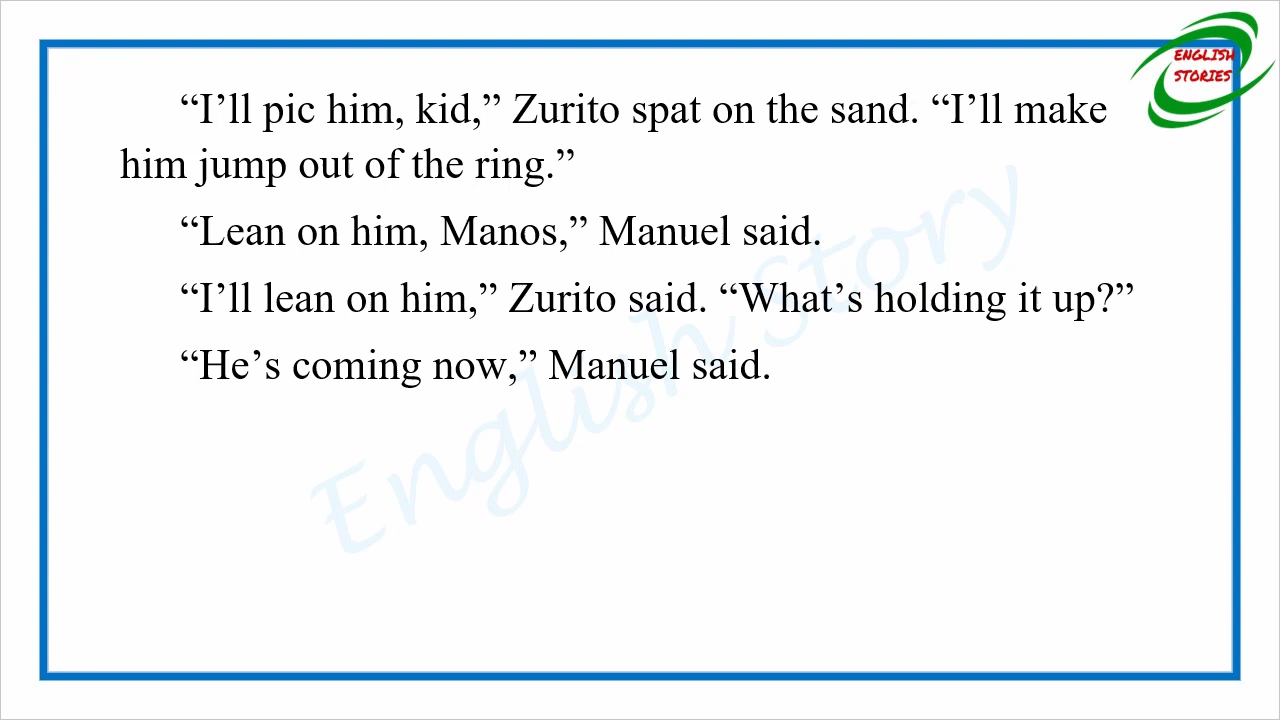 ENGLISH
STORIES
“I’ll pic him, kid,” Zurito spat on the sand. “I’ll make
him jump out of the ring.”
“Lean on him, Manos,” Manuel said.
“I’ll lean on him,” Zurito said. “What’s holding it up?”
“He’s coming now,” Manuel said.
English Story